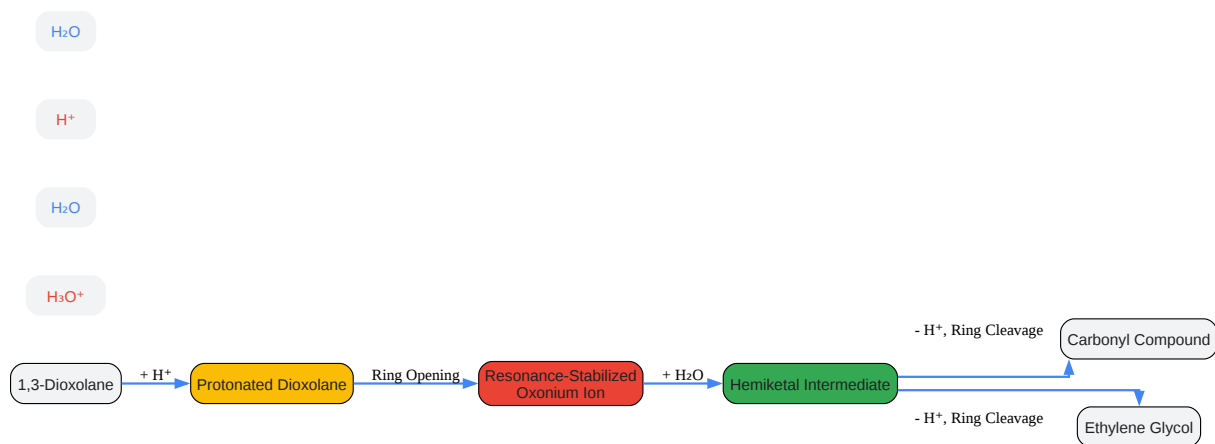 H₂O
H⁺
H₂O
H₃O⁺
- H⁺, Ring Cleavage
Carbonyl Compound
1,3-Dioxolane
+ H⁺
Protonated Dioxolane
Ring Opening
Resonance-Stabilized
Oxonium Ion
+ H₂O
Hemiketal Intermediate
- H⁺, Ring Cleavage
Ethylene Glycol